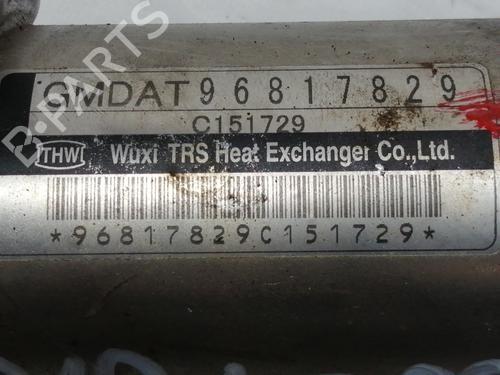 B-PARTS
GMDAT 96817829
C151729
THW Wuxi TRS Heat Exchanger Co.,Ltd.
*96817829C151729*